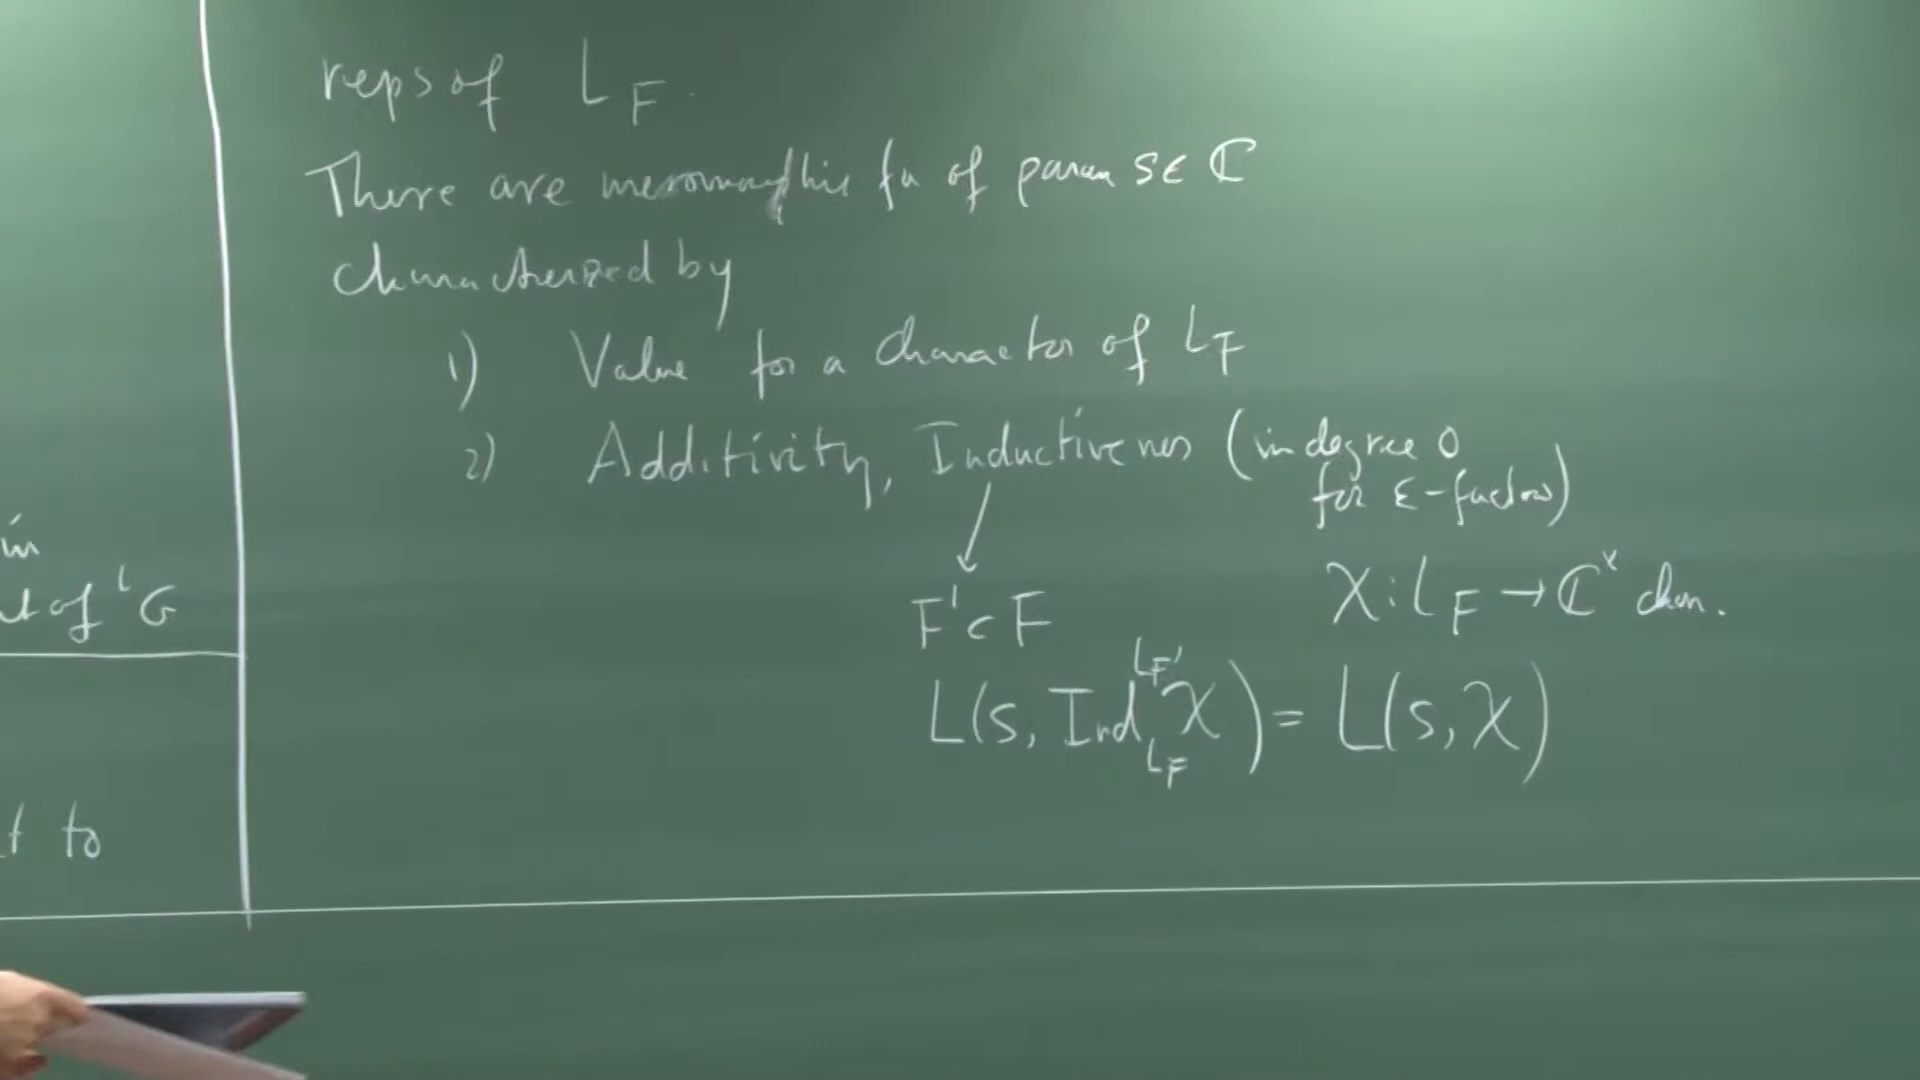 in
of ᴸG
t to
reps of L_F.
There are meromorphic fn of param s ∈ ℂ
characterized by
1) Value for a character of L_F
2) Additivity, Inductiveness (in degree 0
for ε-factors)
F' ⊂ F
χ : L_F → ℂ^× char.
L(s, Ind_{L_F}^{L_F'} χ) = L(s, χ)